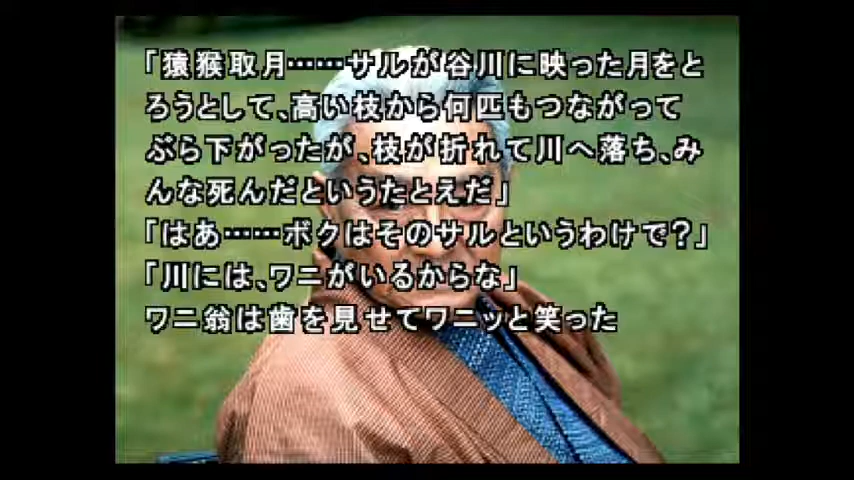 「猿猴取月……サルが谷川に映った月をと
ろうとして、高い枝から何匹もつながって
ぶら下がったが、枝が折れて川へ落ち、み
んな死んだというたとえだ」
「はあ……ボクはそのサルというわけで?」
「川には、ワニがいるからな」
ワニ翁は歯を見せてワニッと笑った